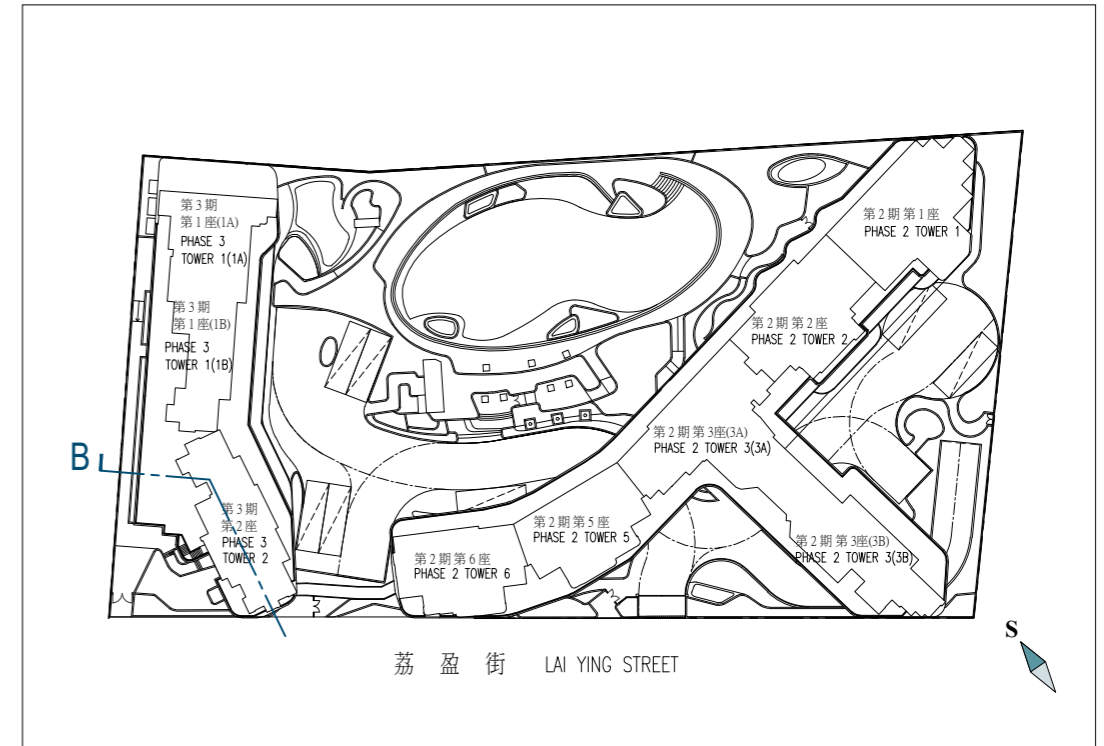 第3期
第1座(1A)
PHASE 3
TOWER 1(1A)
第3期
第1座(1B)
PHASE 3
TOWER 1(1B)
第2期第1座
PHASE 2 TOWER 1
第2期第2座
PHASE 2 TOWER 2
第2期第3座(3A)
PHASE 2 TOWER 3(3A)
B
第3期
第2座
PHASE 3
TOWER 2
第2期第5座
PHASE 2 TOWER 5
第2期第6座
PHASE 2 TOWER 6
第2期第3座(3B)
PHASE 2 TOWER 3(3B)
荔盈街 LAI YING STREET
S